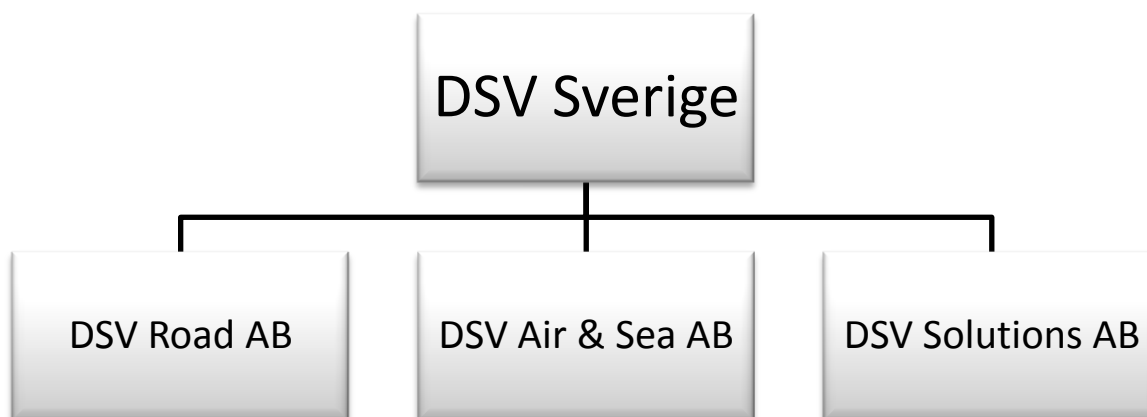 DSV Sverige
DSV Road AB
DSV Air & Sea AB
DSV Solutions AB